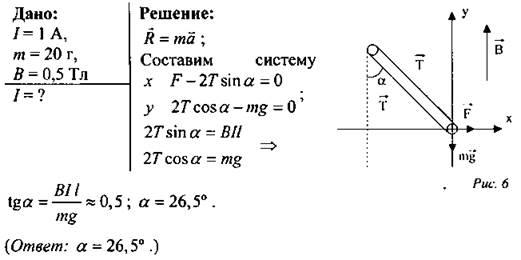 Дано:
I = 1 А,
m = 20 г,
B = 0,5 Тл
I = ?
Решение:
R⃗ = ma⃗ ;
Составим систему
x F − 2T sin α = 0
y 2T cos α − mg = 0 ;
2T sin α = BIl
2T cos α = mg ⇒
tgα = BIl / mg ≈ 0,5 ; α = 26,5° .
(Ответ: α = 26,5° .)
y
B⃗
T⃗
α
T⃗
F⃗
x
mg⃗
Рис. 6